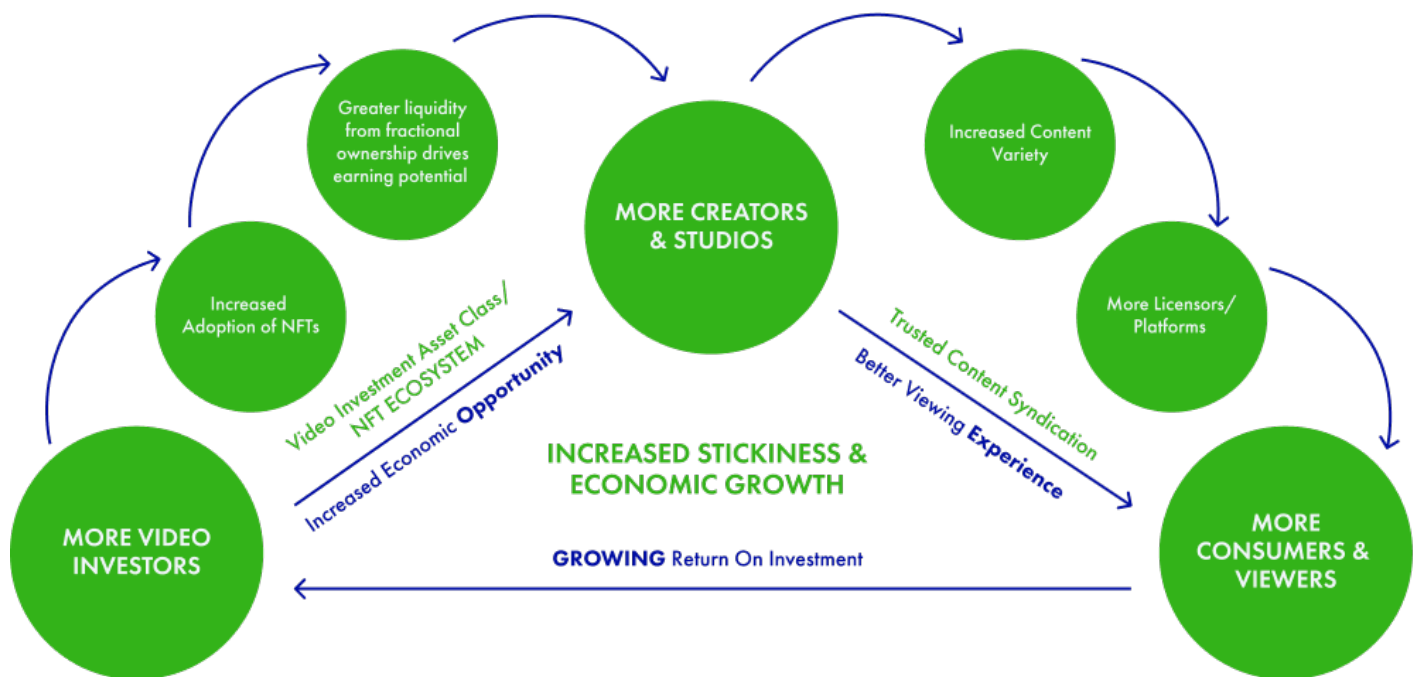 Greater liquidity
from fractional
ownership drives
earning potential
Increased Content
Variety
MORE CREATORS
& STUDIOS
Increased
Adoption of NFTs
More Licensors/
Platforms
Video Investment Asset Class/
NFT ECOSYSTEM
Increased Economic Opportunity
Trusted Content Syndication
Better Viewing Experience
INCREASED STICKINESS &
ECONOMIC GROWTH
MORE VIDEO
INVESTORS
GROWING Return On Investment
MORE
CONSUMERS &
VIEWERS